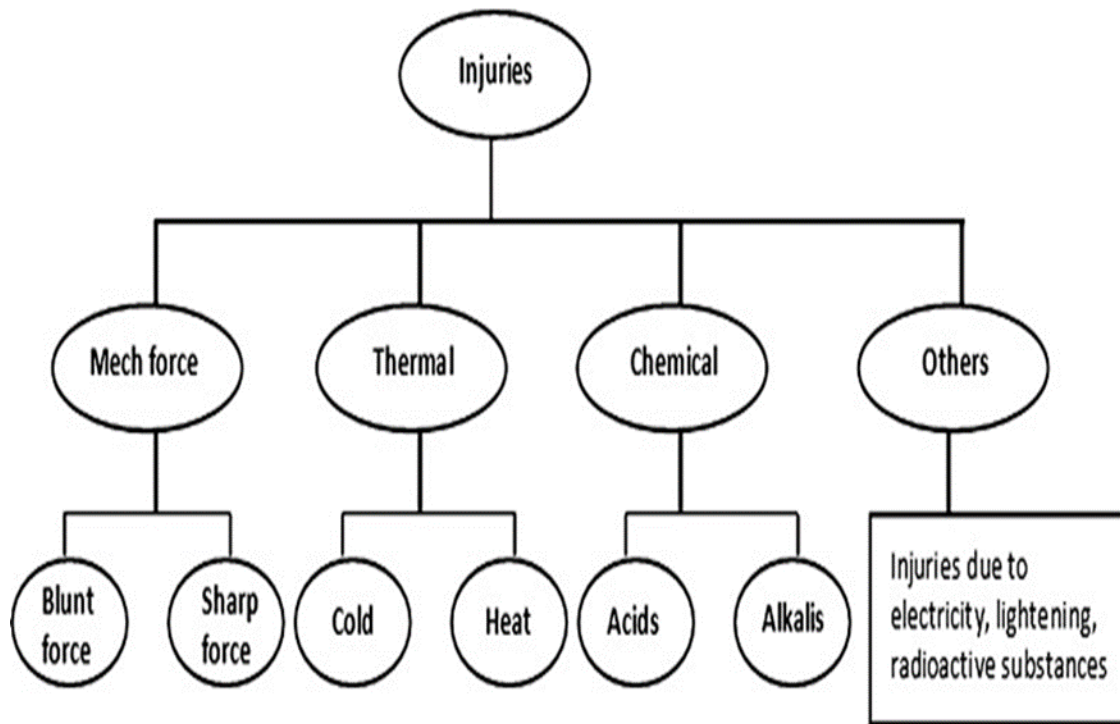 Injuries
Mech force
Thermal
Chemical
Others
Blunt
force
Sharp
force
Cold
Heat
Acids
Alkalis
Injuries due to
electricity, lightening,
radioactive substances